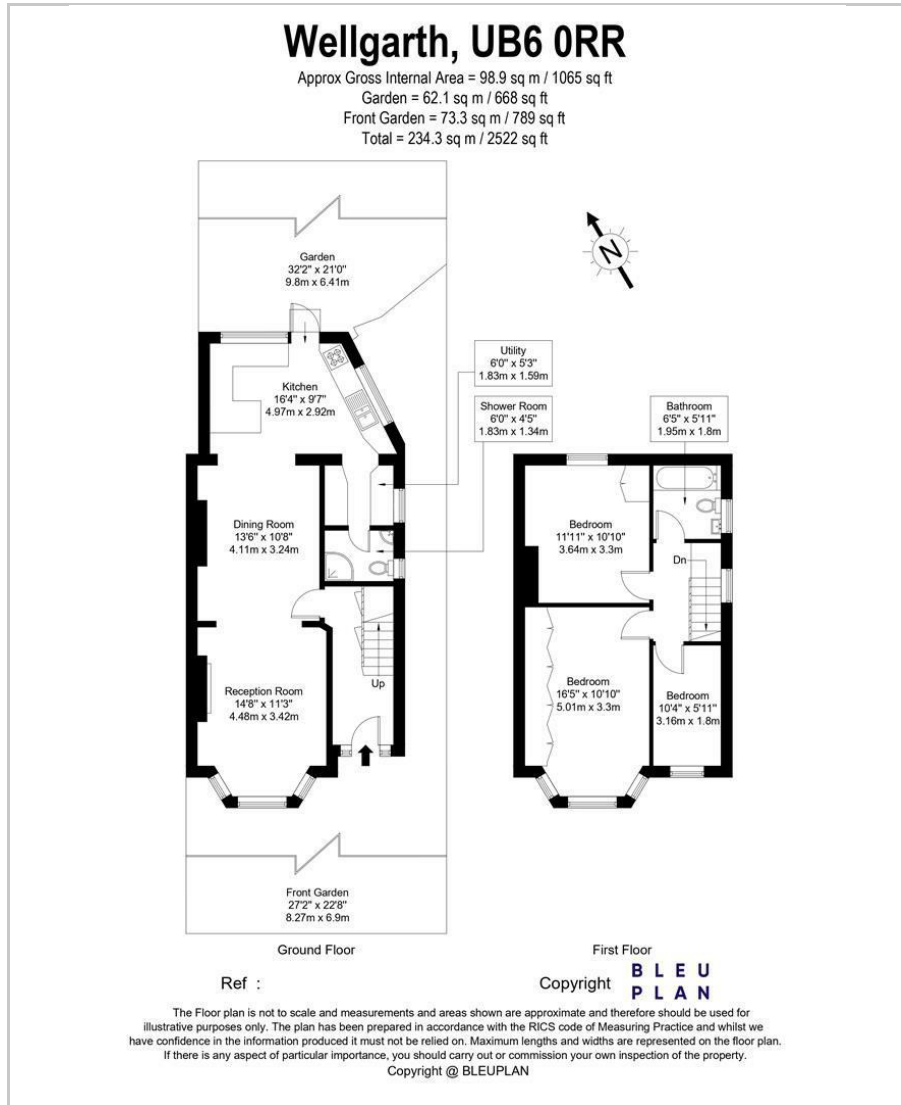 Wellgarth, UB6 0RR
Approx Gross Internal Area = 98.9 sq m / 1065 sq ft
Garden = 62.1 sq m / 668 sq ft
Front Garden = 73.3 sq m / 789 sq ft
Total = 234.3 sq m / 2522 sq ft
N
Garden
32'2" x 21'0"
9.8m x 6.41m
Utility
6'0" x 5'3"
1.83m x 1.59m
Kitchen
16'4" x 9'7"
4.97m x 2.92m
Shower Room
6'0" x 4'5"
1.83m x 1.34m
Bathroom
6'5" x 5'11"
1.95m x 1.8m
Dining Room
13'6" x 10'8"
4.11m x 3.24m
Bedroom
11'11" x 10'10"
3.64m x 3.3m
Dn
Up
Reception Room
14'8" x 11'3"
4.48m x 3.42m
Bedroom
16'5" x 10'10"
5.01m x 3.3m
Bedroom
10'4" x 5'11"
3.16m x 1.8m
Front Garden
27'2" x 22'8"
8.27m x 6.9m
Ground Floor
First Floor
Ref :
Copyright
BLEU
PLAN
The Floor plan is not to scale and measurements and areas shown are approximate and therefore should be used for
illustrative purposes only. The plan has been prepared in accordance with the RICS code of Measuring Practice and whilst we
have confidence in the information produced it must not be relied on. Maximum lengths and widths are represented on the floor plan.
If there is any aspect of particular importance, you should carry out or commission your own inspection of the property.
Copyright @ BLEUPLAN